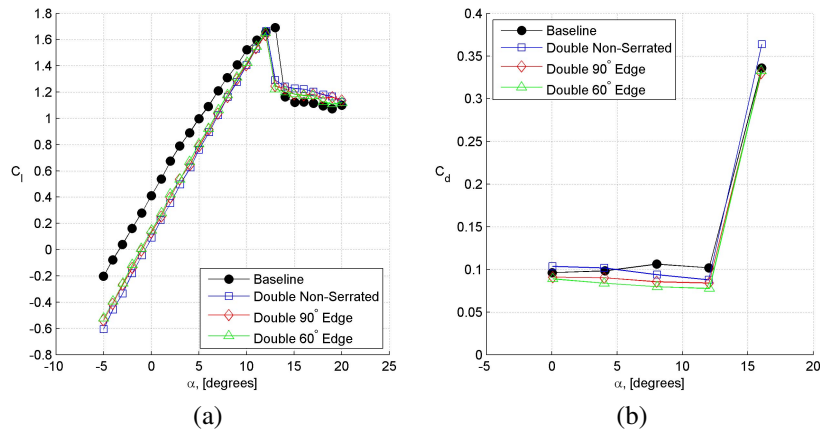 1.8
1.6
1.4
1.2
1
0.8
0.6
0.4
0.2
0
-0.2
-0.4
-0.6
-0.8
C_l
-10 -5 0 5 10 15 20 25
α, [degrees]
Baseline
Double Non-Serrated
Double 90° Edge
Double 60° Edge
(a)
0.4
0.35
0.3
0.25
0.2
0.15
0.1
0.05
0
C_d
-5 0 5 10 15 20
α, [degrees]
Baseline
Double Non-Serrated
Double 90° Edge
Double 60° Edge
(b)